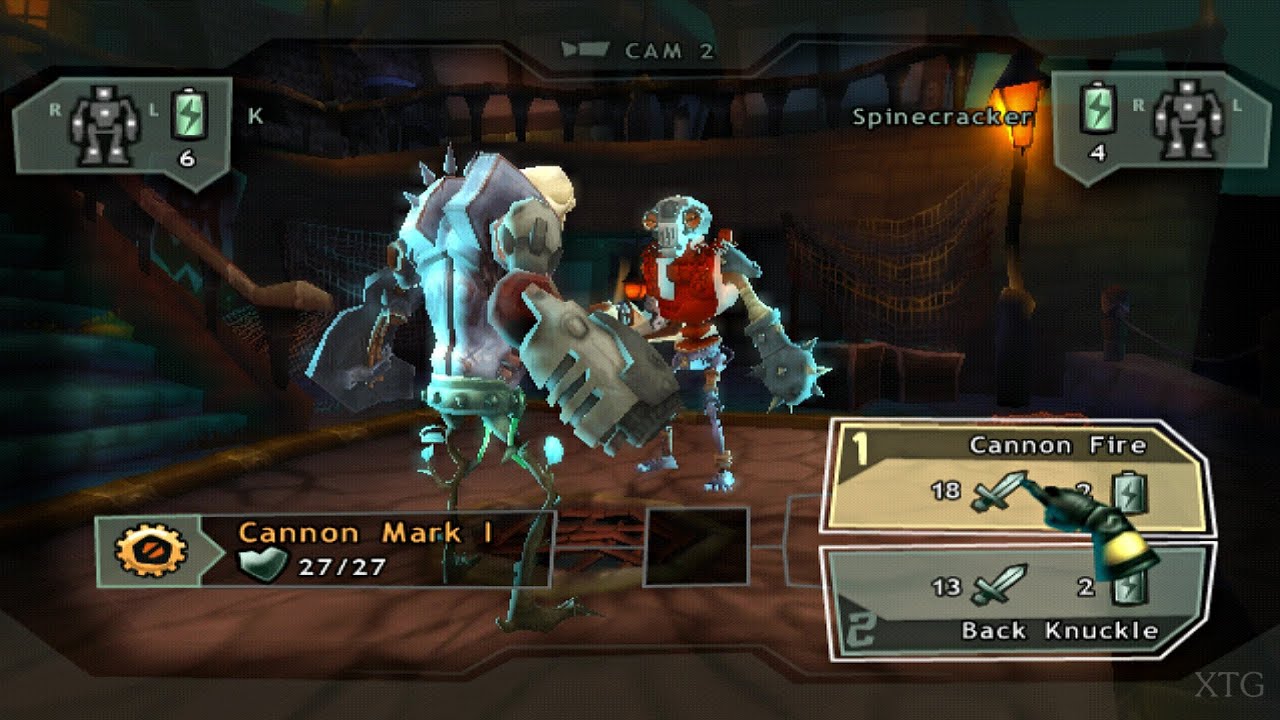 CAM 2
R L
6
K
Spinecracker
R L
4
1
Cannon Fire
18 2
Cannon Mark I
27/27
13 2
2
Back Knuckle
XTG